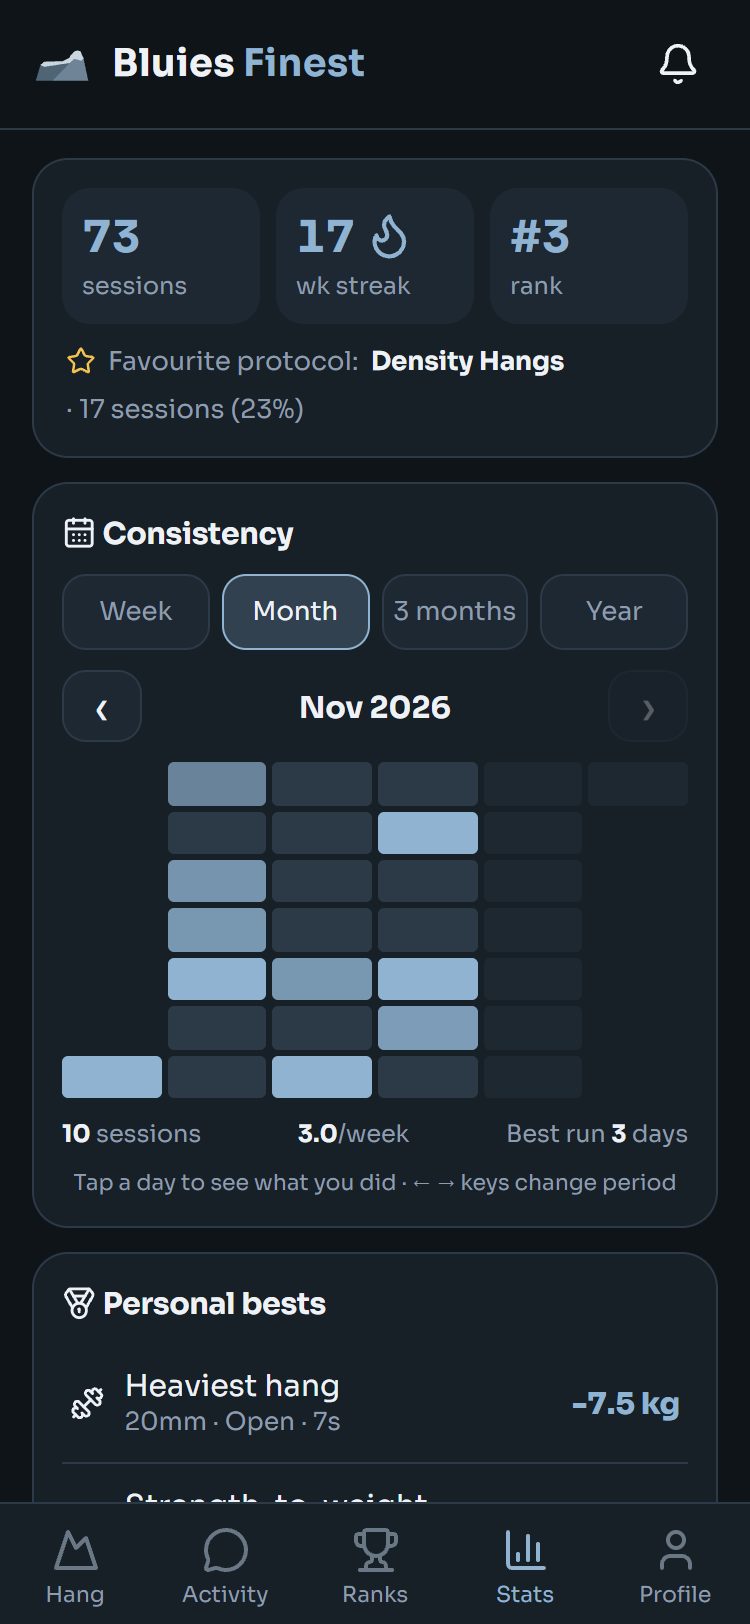 Bluies Finest
73
sessions
17
wk streak
#3
rank
Favourite protocol: Density Hangs
· 17 sessions (23%)
Consistency
Week
Month
3 months
Year
‹
Nov 2026
›
10 sessions
3.0/week
Best run 3 days
Tap a day to see what you did · ← → keys change period
Personal bests
Heaviest hang
20mm · Open · 7s
-7.5 kg
Strength-to-weight
Hang
Activity
Ranks
Stats
Profile